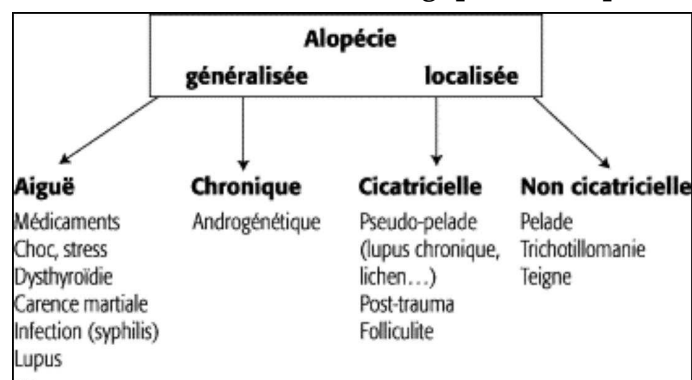 Alopécie
généralisée localisée
Aiguë
Médicaments
Choc, stress
Dysthyroïdie
Carence martiale
Infection (syphilis)
Lupus
Chronique
Androgénétique
Cicatricielle
Pseudo-pelade
(lupus chronique,
lichen...)
Post-trauma
Folliculite
Non cicatricielle
Pelade
Trichotillomanie
Teigne